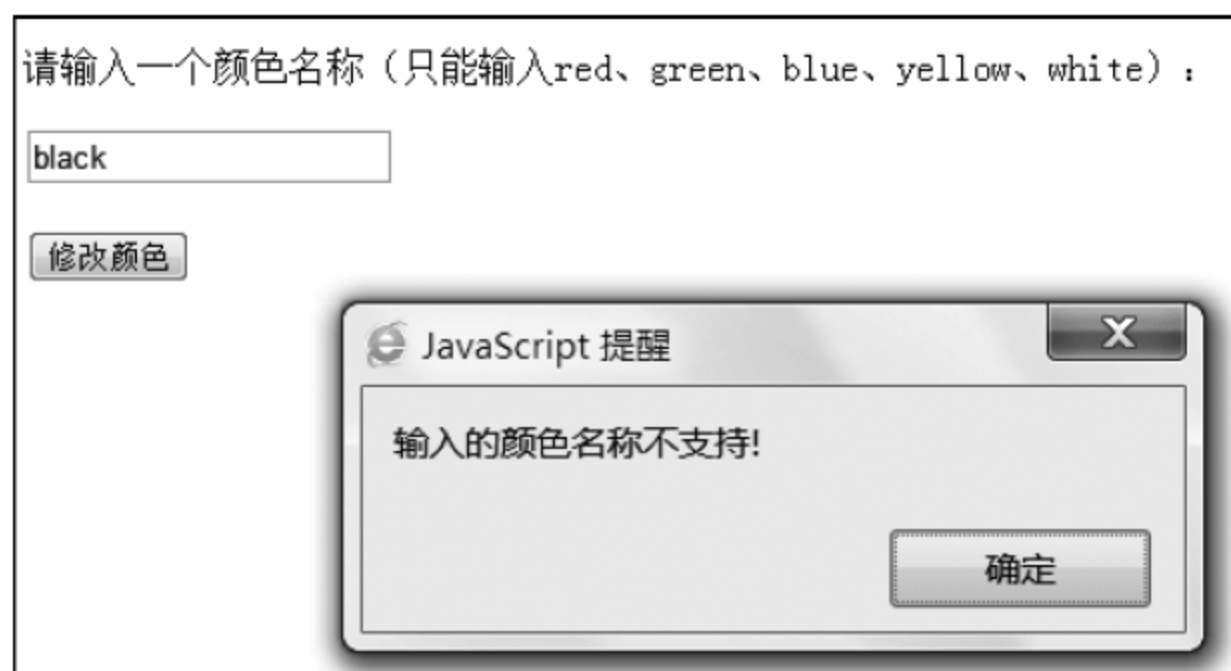 请输入一个颜色名称（只能输入red、green、blue、yellow、white）：
black
修改颜色
JavaScript 提醒
输入的颜色名称不支持!
确定